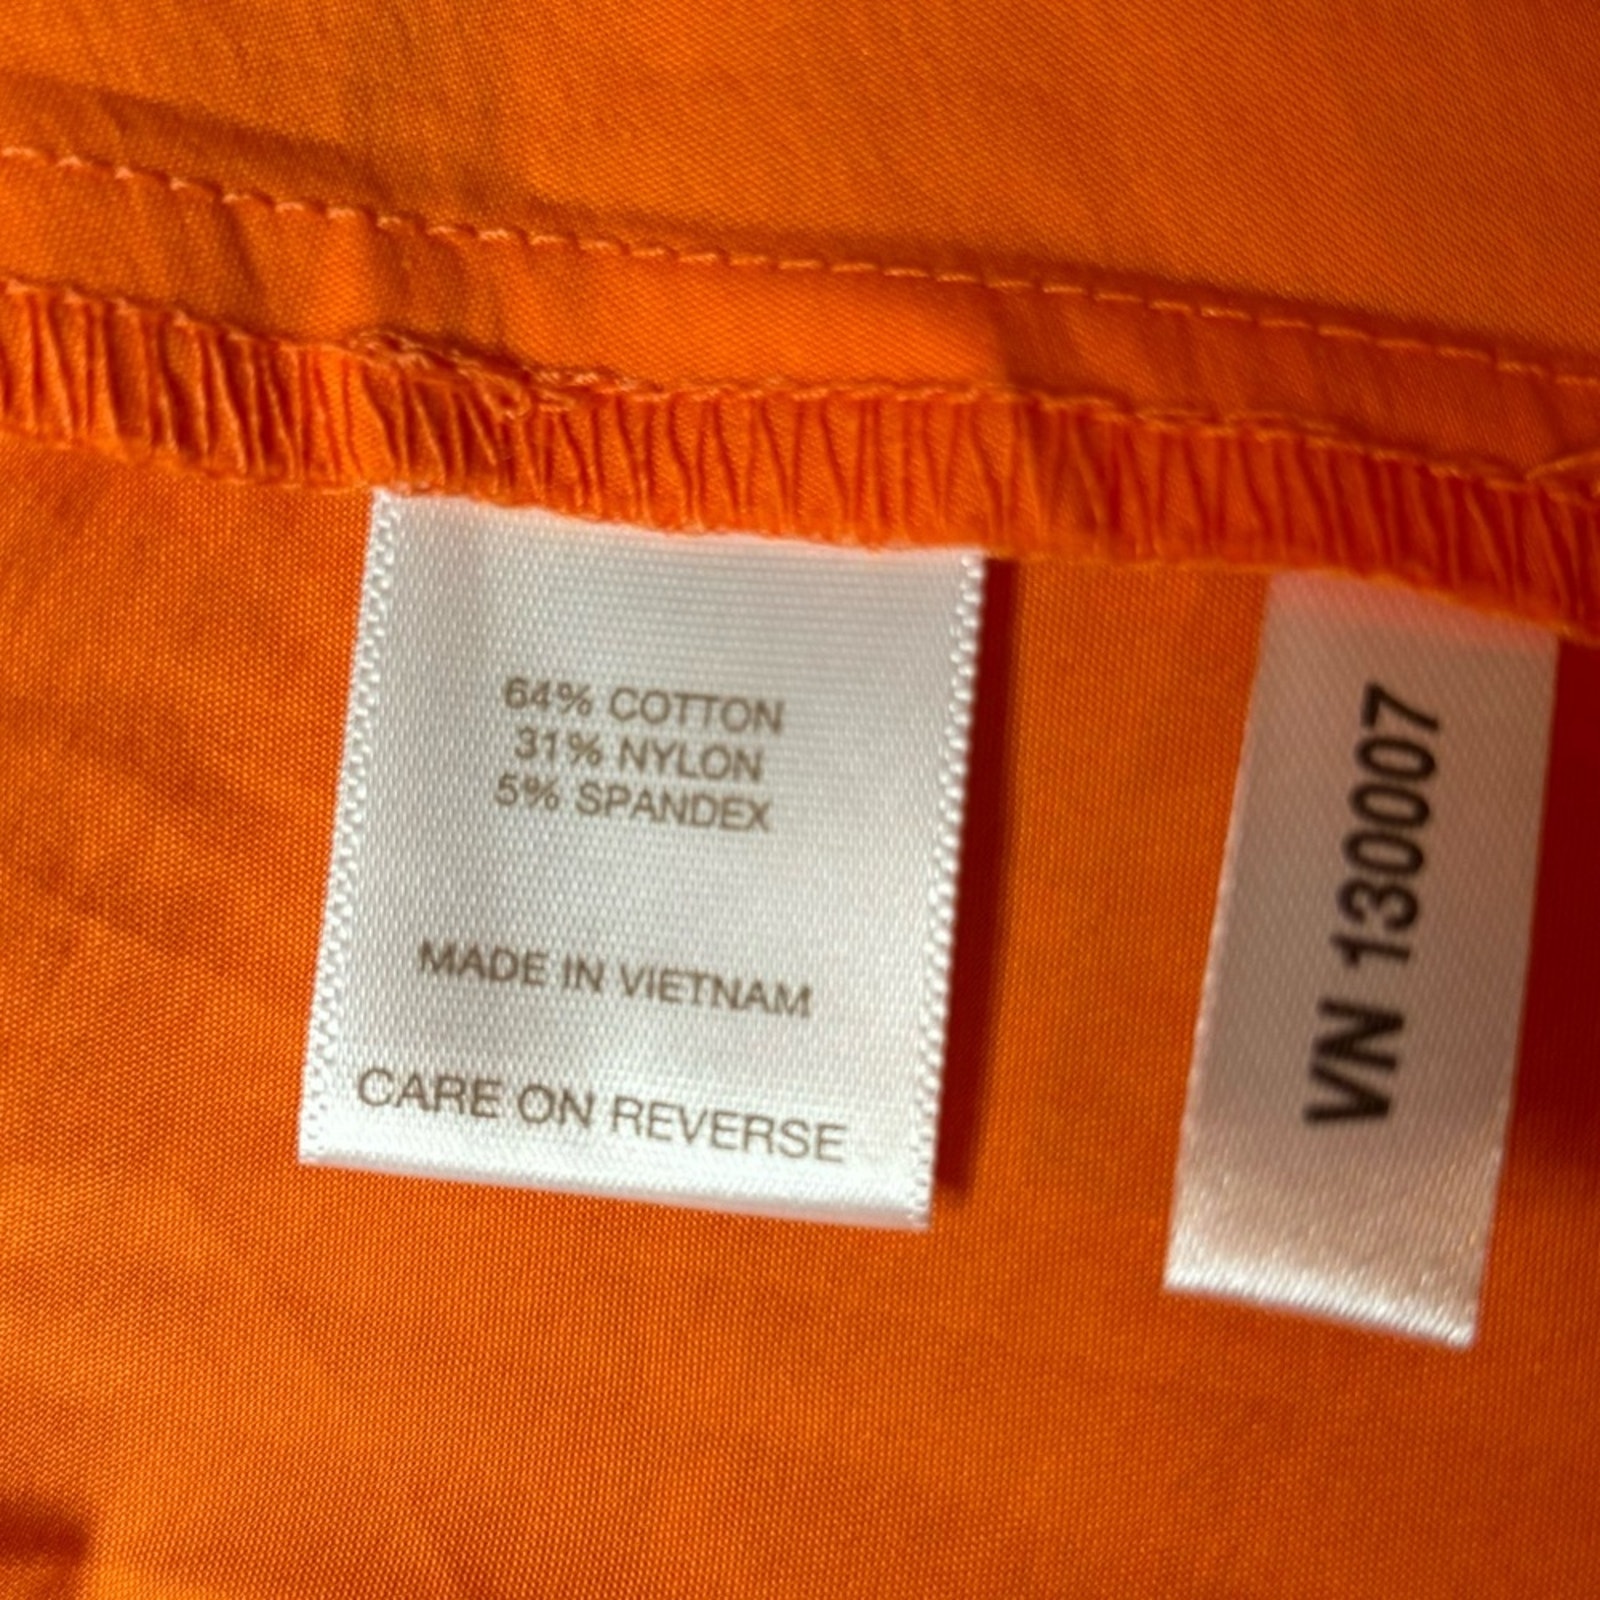 64% COTTON
31% NYLON
5% SPANDEX
MADE IN VIETNAM
CARE ON REVERSE
VN 130007